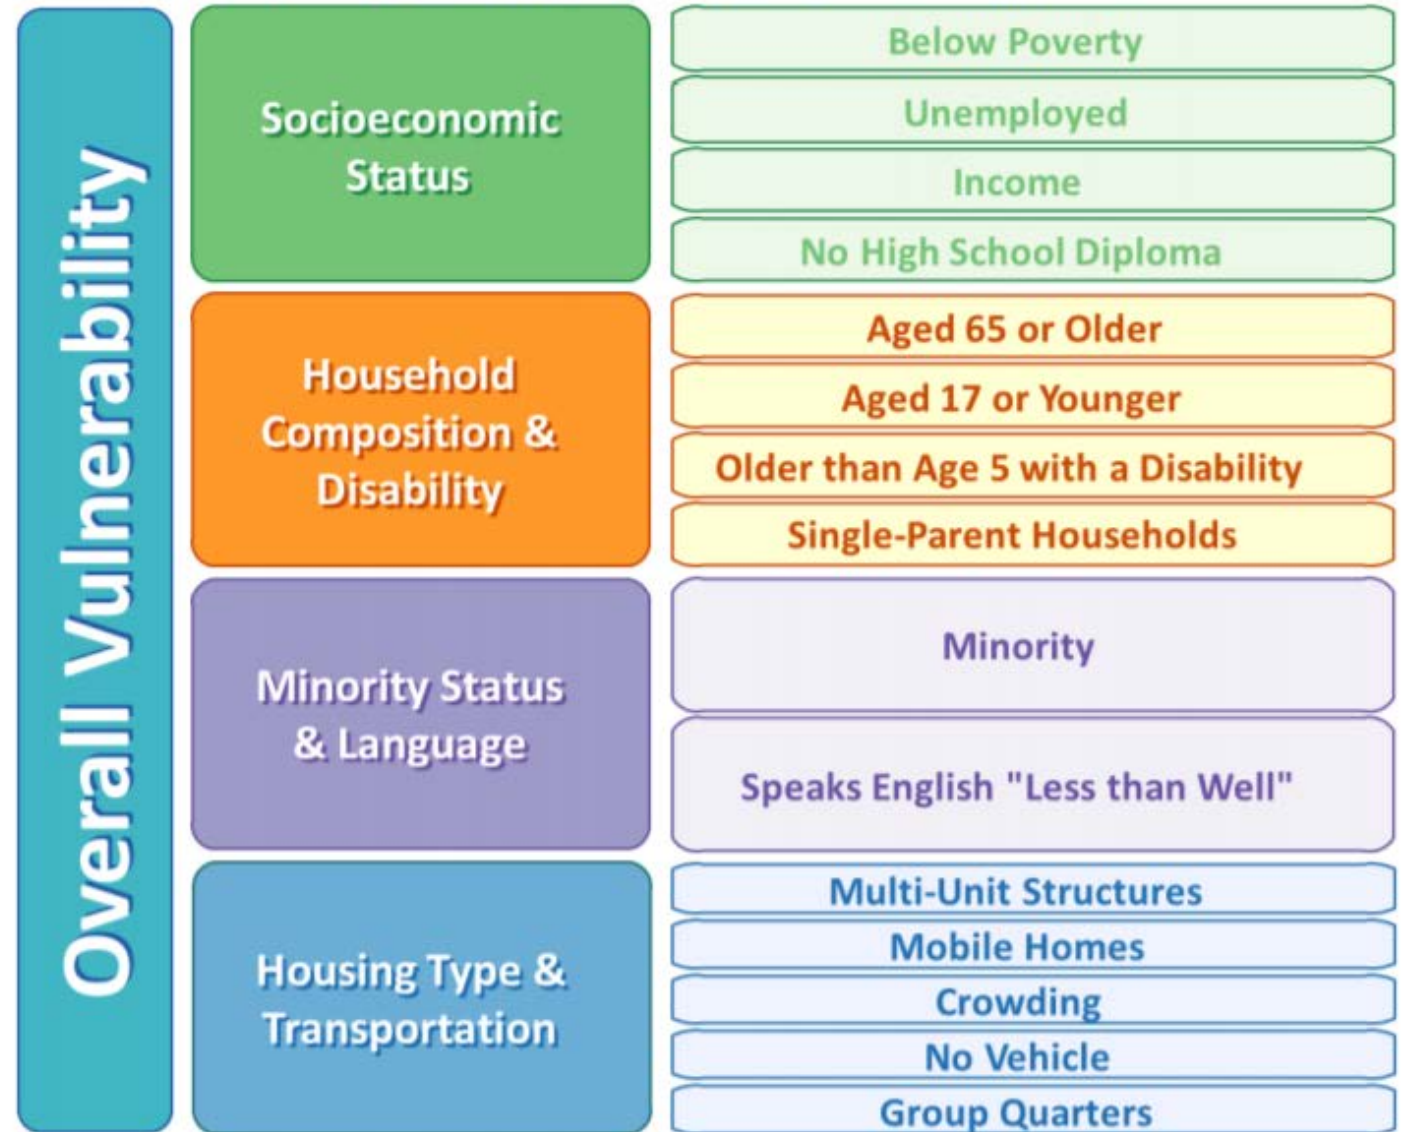 Overall Vulnerability
Socioeconomic
Status
Below Poverty
Unemployed
Income
No High School Diploma
Household
Composition &
Disability
Aged 65 or Older
Aged 17 or Younger
Older than Age 5 with a Disability
Single-Parent Households
Minority Status
& Language
Minority
Speaks English "Less than Well"
Housing Type &
Transportation
Multi-Unit Structures
Mobile Homes
Crowding
No Vehicle
Group Quarters